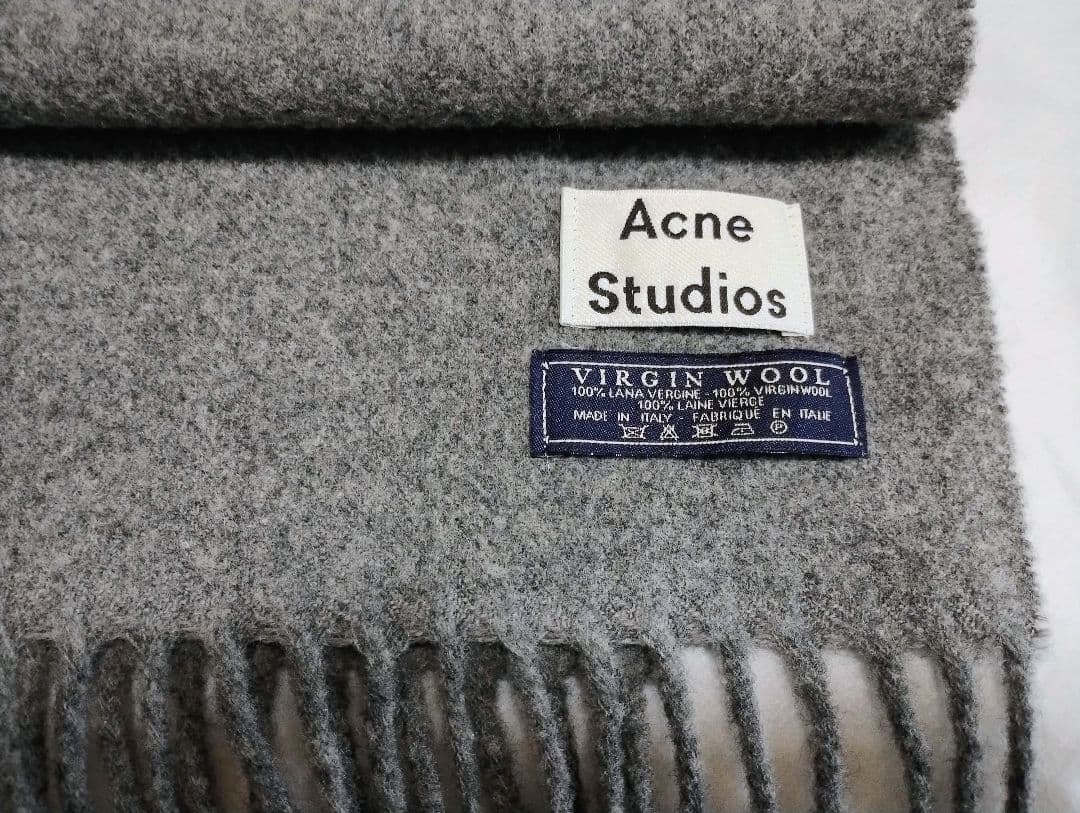 Acne
Studios
VIRGIN WOOL
100% LANA VERGINE - 100% VIRGIN WOOL
100% LAINE VIERGE
MADE IN ITALY - FABRIQUE EN ITALIE
P